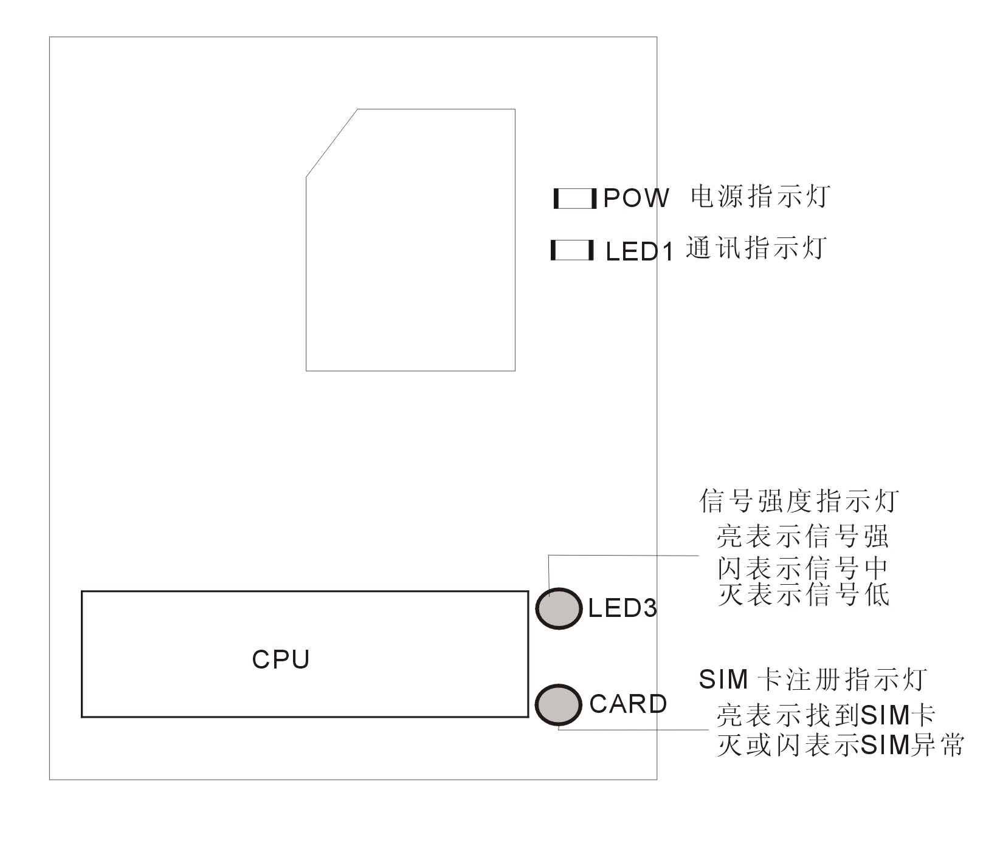 POW 电源指示灯
LED1 通讯指示灯
信号强度指示灯
亮表示信号强
闪表示信号中
灭表示信号低
LED3
CPU
SIM 卡注册指示灯
CARD
亮表示找到SIM卡
灭或闪表示SIM异常